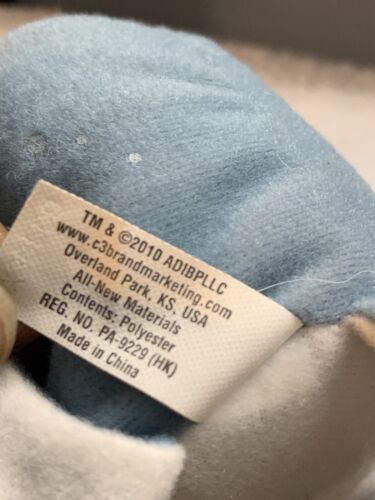 TM & ©2010 ADIBPLLC
www.c3brandmarketing.com
Overland Park, KS, USA
All-New Materials
Contents: Polyester
REG. NO. PA-9229 (HK)
Made in China